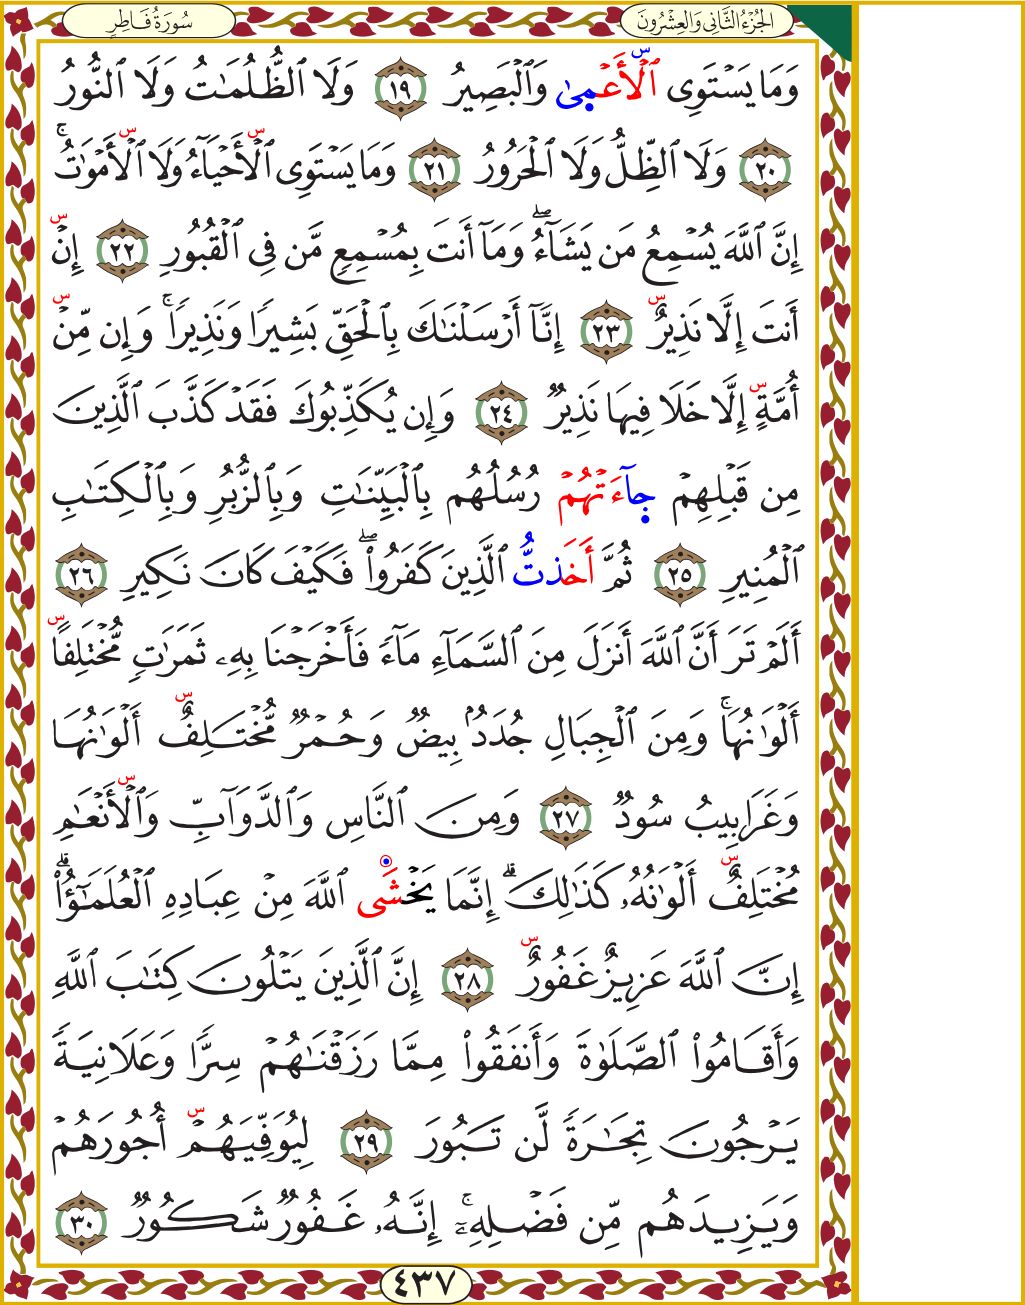 سُورَةُ فَاطِرٍ
الجُزْءُ الثَّانِي وَالعِشْرُونَ
وَمَا يَسْتَوِى ٱلْأَعْمِىٰ وَٱلْبَصِيرُ ١٩ وَلَا ٱلظُّلُمَٰتُ وَلَا ٱلنُّورُ
٢٠ وَلَا ٱلظِّلُّ وَلَا ٱلْحَرُورُ ٢١ وَمَا يَسْتَوِى ٱلْأَحْيَآءُ وَلَا ٱلْأَمْوَٰتُ ۚ
إِنَّ ٱللَّهَ يُسْمِعُ مَن يَشَآءُ ۖ وَمَآ أَنتَ بِمُسْمِعٍ مَّن فِى ٱلْقُبُورِ ٢٢ إِنْ
أَنتَ إِلَّا نَذِيرٌ ٢٣ إِنَّآ أَرْسَلْنَٰكَ بِٱلْحَقِّ بَشِيرًا وَنَذِيرًا ۚ وَإِن مِّنْ
أُمَّةٍ إِلَّا خَلَا فِيهَا نَذِيرٌ ٢٤ وَإِن يُكَذِّبُوكَ فَقَدْ كَذَّبَ ٱلَّذِينَ
مِن قَبْلِهِمْ جَآءَتْهُمْ رُسُلُهُم بِٱلْبَيِّنَٰتِ وَبِٱلزُّبُرِ وَبِٱلْكِتَٰبِ
ٱلْمُنِيرِ ٢٥ ثُمَّ أَخَذتُّ ٱلَّذِينَ كَفَرُوا۟ ۖ فَكَيْفَ كَانَ نَكِيرِ ٢٦
أَلَمْ تَرَ أَنَّ ٱللَّهَ أَنزَلَ مِنَ ٱلسَّمَآءِ مَآءً فَأَخْرَجْنَا بِهِۦ ثَمَرَٰتٍ مُّخْتَلِفًا
أَلْوَٰنُهَا ۚ وَمِنَ ٱلْجِبَالِ جُدَدٌۢ بِيضٌ وَحُمْرٌ مُّخْتَلِفٌ أَلْوَٰنُهَا
وَغَرَابِيبُ سُودٌ ٢٧ وَمِنَ ٱلنَّاسِ وَٱلدَّوَآبِّ وَٱلْأَنْعَٰمِ
مُخْتَلِفٌ أَلْوَٰنُهُۥ كَذَٰلِكَ ۗ إِنَّمَا يَخْشَى ٱللَّهَ مِنْ عِبَادِهِ ٱلْعُلَمَٰٓؤُا۟ ۗ
إِنَّ ٱللَّهَ عَزِيزٌ غَفُورٌ ٢٨ إِنَّ ٱلَّذِينَ يَتْلُونَ كِتَٰبَ ٱللَّهِ
وَأَقَامُوا۟ ٱلصَّلَوٰةَ وَأَنفَقُوا۟ مِمَّا رَزَقْنَٰهُمْ سِرًّا وَعَلَانِيَةً
يَرْجُونَ تِجَٰرَةً لَّن تَبُورَ ٢٩ لِيُوَفِّيَهُمْ أُجُورَهُمْ
وَيَزِيدَهُم مِّن فَضْلِهِۦٓ ۚ إِنَّهُۥ غَفُورٌ شَكُورٌ ٣٠
٤٣٧